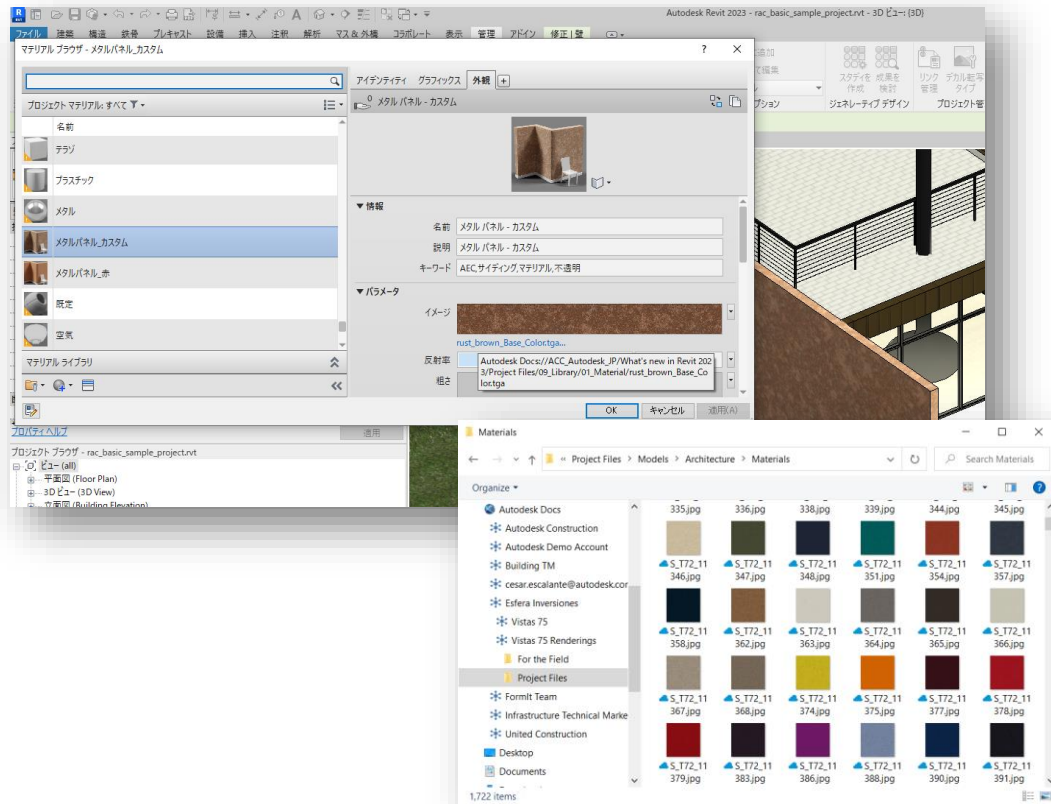 Autodesk Revit 2023 - rac_basic_sample_project.rvt - 3D ビュー: {3D}
ファイル 建築 構造 鉄骨 プレキャスト 設備 挿入 注釈 解析 マス & 外構 コラボレート 表示 管理 アドイン 修正 | 壁
マテリアル ブラウザ - メタルパネル_カスタム
? ×
プロジェクト マテリアル: すべて
名前
テラゾ
プラスチック
メタル
メタルパネル_カスタム
メタルパネル_赤
既定
空気
マテリアル ライブラリ
アイデンティティ グラフィックス 外観 +
0 メタル パネル - カスタム
▼情報
名前 メタル パネル - カスタム
説明 メタル パネル - カスタム
キーワード AEC,サイディング,マテリアル,不透明
▼パラメータ
イメージ
rust_brown_Base_Color.tga...
反射率
粗さ
Autodesk Docs://ACC_Autodesk_JP/What's new in Revit 202
3/Project Files/09_Library/01_Material/rust_brown_Base_Co
lor.tga
OK キャンセル 適用(A)
スタディを 成果を
作成 検討
ジェネレーティブ デザイン
リンク デカル転写
管理 タイプ
プロジェクト管
プロパティ ヘルプ 適用
プロジェクト ブラウザ - rac_basic_sample_project.rvt
ビュー (all)
平面図 (Floor Plan)
3D ビュー (3D View)
立面図 (Building Elevation)
Materials
« Project Files > Models > Architecture > Materials
Search Materials
Organize
Autodesk Docs
Autodesk Construction
Autodesk Demo Account
Building TM
cesar.escalante@autodesk.cor
Esfera Inversiones
Vistas 75
Vistas 75 Renderings
For the Field
Project Files
FormIt Team
Infrastructure Technical Marke
United Construction
Desktop
Documents
335.jpg 336.jpg 338.jpg 339.jpg 344.jpg 345.jpg
S_T72_11 S_T72_11 S_T72_11 S_T72_11 S_T72_11 S_T72_11
346.jpg 347.jpg 348.jpg 351.jpg 354.jpg 357.jpg
S_T72_11 S_T72_11 S_T72_11 S_T72_11 S_T72_11 S_T72_11
358.jpg 362.jpg 363.jpg 364.jpg 365.jpg 366.jpg
S_T72_11 S_T72_11 S_T72_11 S_T72_11 S_T72_11 S_T72_11
367.jpg 368.jpg 374.jpg 375.jpg 377.jpg 378.jpg
S_T72_11 S_T72_11 S_T72_11 S_T72_11 S_T72_11 S_T72_11
379.jpg 383.jpg 386.jpg 388.jpg 390.jpg 391.jpg
1,722 items